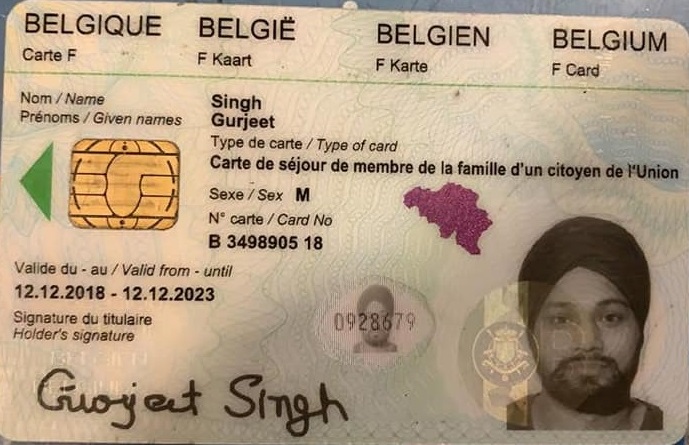 BELGIQUE BELGIË BELGIEN BELGIUM
Carte F F Kaart F Karte F Card
Nom / Name Singh
Prénoms / Given names Gurjeet
Type de carte / Type of card
Carte de séjour de membre de la famille d'un citoyen de l'Union
Sexe / Sex M
N° carte / Card No
B 3498905 18
Valide du - au / Valid from - until
12.12.2018 - 12.12.2023
Signature du titulaire
Holder's signature
0928679
Gurjeet Singh